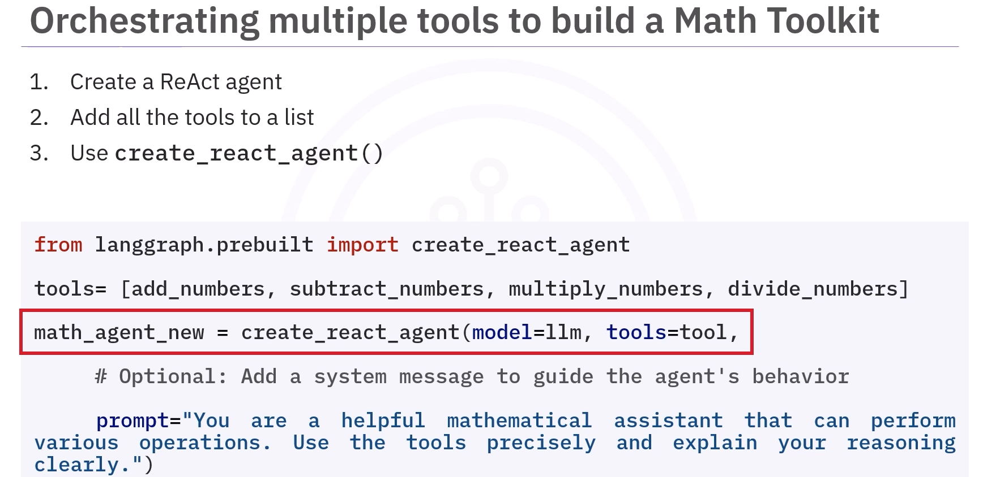 Orchestrating multiple tools to build a Math Toolkit
1. Create a ReAct agent
2. Add all the tools to a list
3. Use create_react_agent()
from langgraph.prebuilt import create_react_agent
tools= [add_numbers, subtract_numbers, multiply_numbers, divide_numbers]
math_agent_new = create_react_agent(model=llm, tools=tool,
# Optional: Add a system message to guide the agent's behavior
prompt="You are a helpful mathematical assistant that can perform
various operations. Use the tools precisely and explain your reasoning
clearly.")